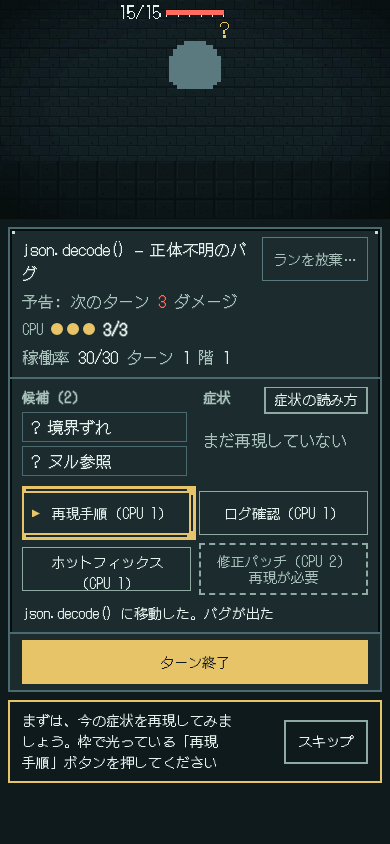 15/15
?
json.decode() – 正体不明のバ
グ
ランを放棄…
予告: 次のターン 3 ダメージ
CPU 3/3
稼働率 30/30 ターン 1 階 1
候補 (2)
症状
症状の読み方
? 境界ずれ
まだ再現していない
? ヌル参照
▶ 再現手順 (CPU 1)
ログ確認 (CPU 1)
ホットフィックス
(CPU 1)
修正パッチ (CPU 2)
再現が必要
json.decode() に移動した。バグが出た
ターン終了
まずは、今の症状を再現してみま
しょう。枠で光っている「再現
手順」ボタンを押してください
スキップ